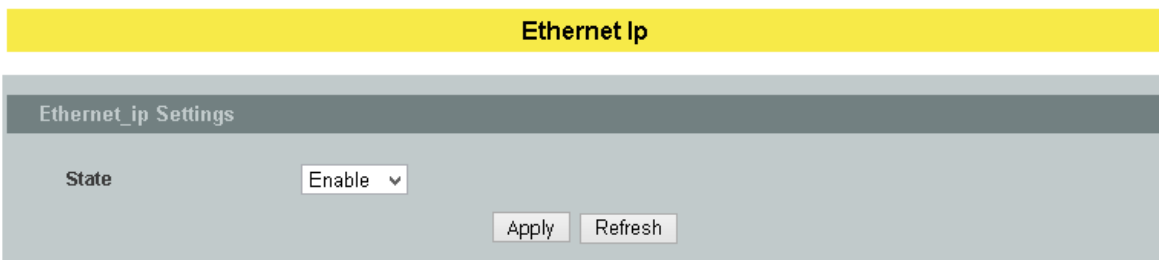 Ethernet Ip
Ethernet_ip Settings
State Enable
Apply Refresh